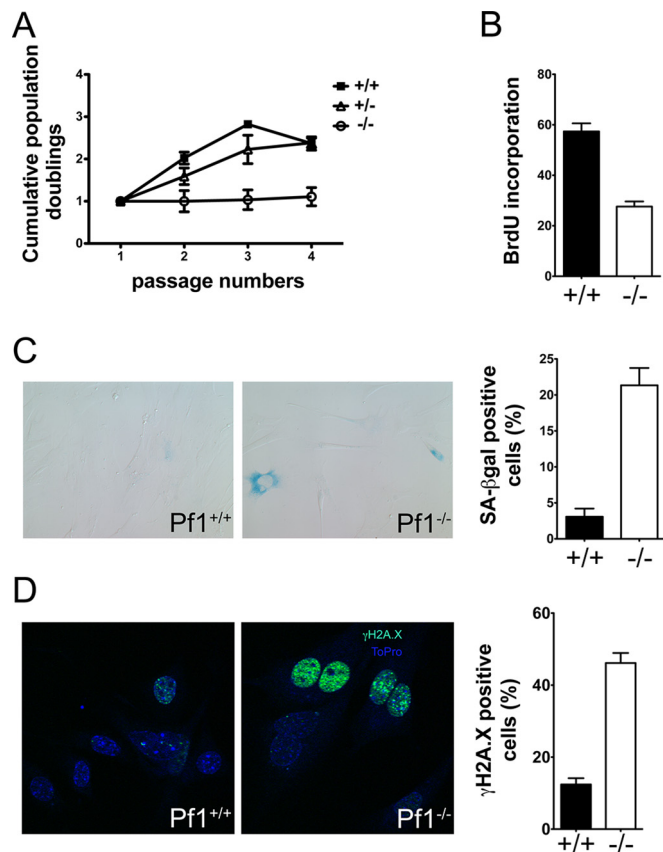 A
Cumulative population
doublings
4
3
2
1
0
1
2
3
4
passage numbers
+/+
+/-
-/-
B
BrdU incorporation
80
60
40
20
0
+/+
-/-
C
Pf1+/+
Pf1-/-
SA-βgal positive
cells (%)
25
20
15
10
5
0
+/+
-/-
D
Pf1+/+
γH2A.X
ToPro
Pf1-/-
γH2A.X positive
cells (%)
60
40
20
0
+/+
-/-